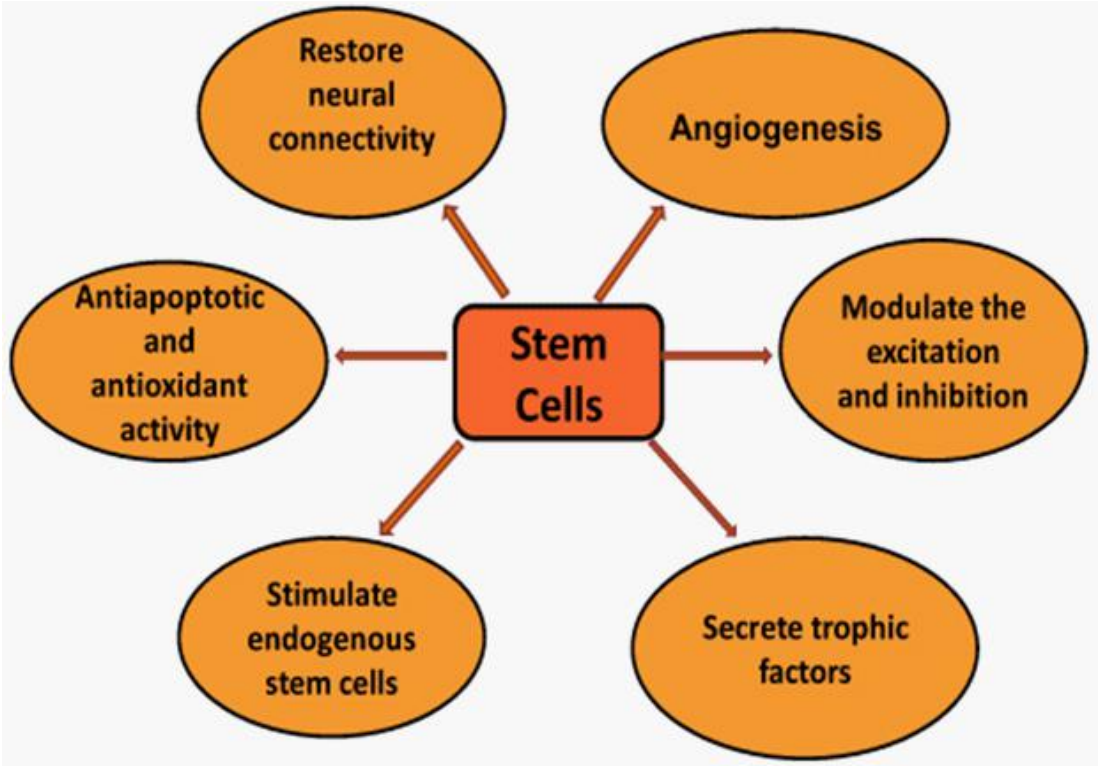 Restore
neural
connectivity
Angiogenesis
Antiapoptotic
and
antioxidant
activity
Stem
Cells
Modulate the
excitation
and inhibition
Stimulate
endogenous
stem cells
Secrete trophic
factors